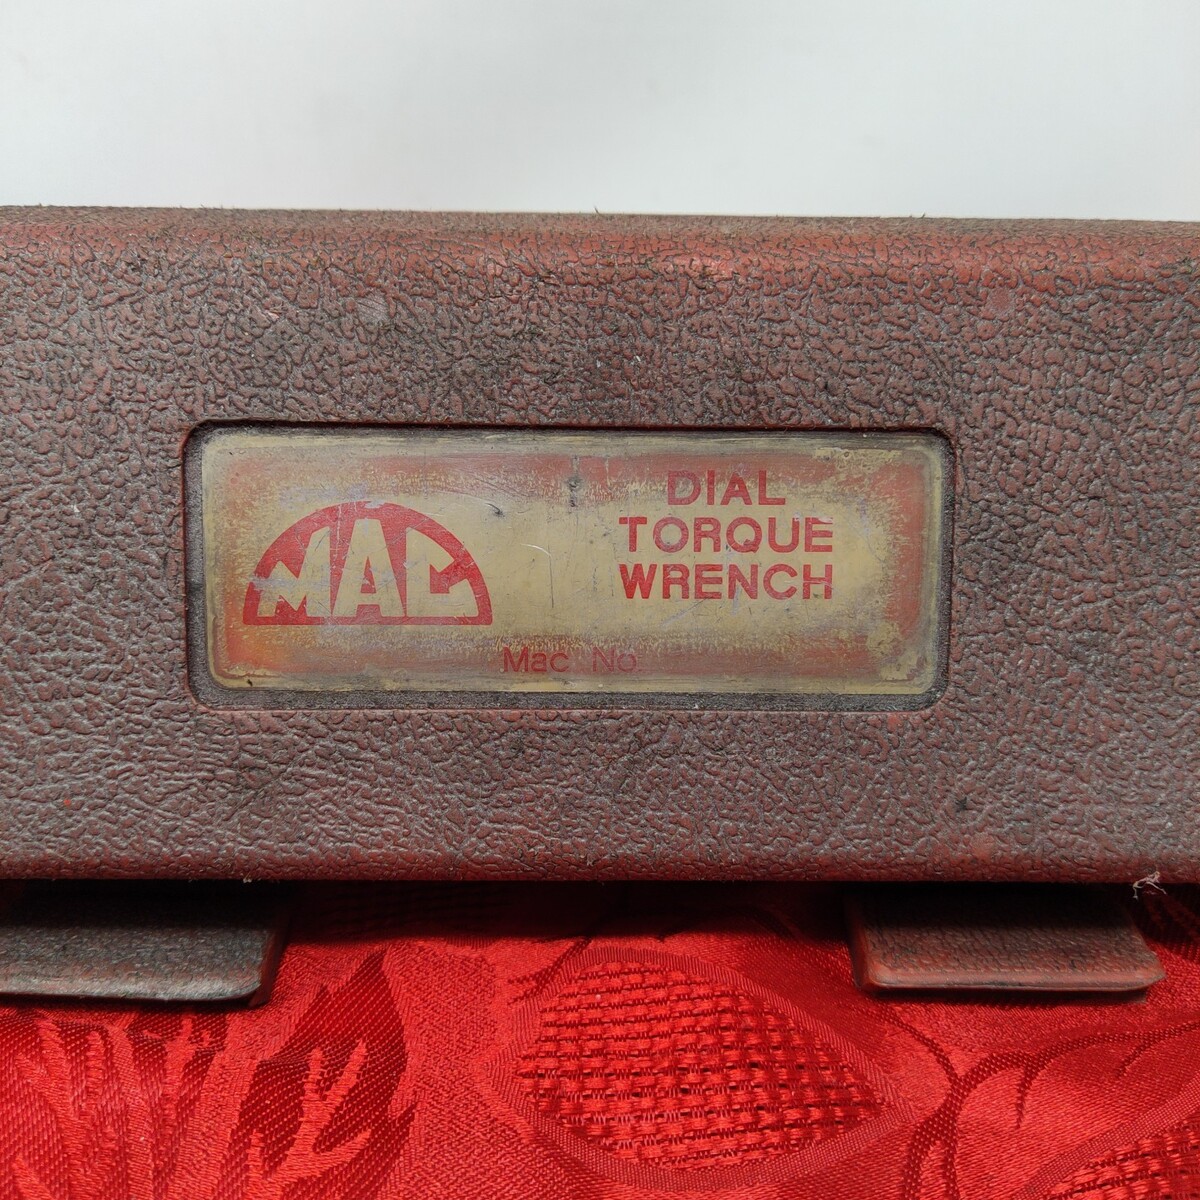 MAC
DIAL
TORQUE
WRENCH
Mac No.